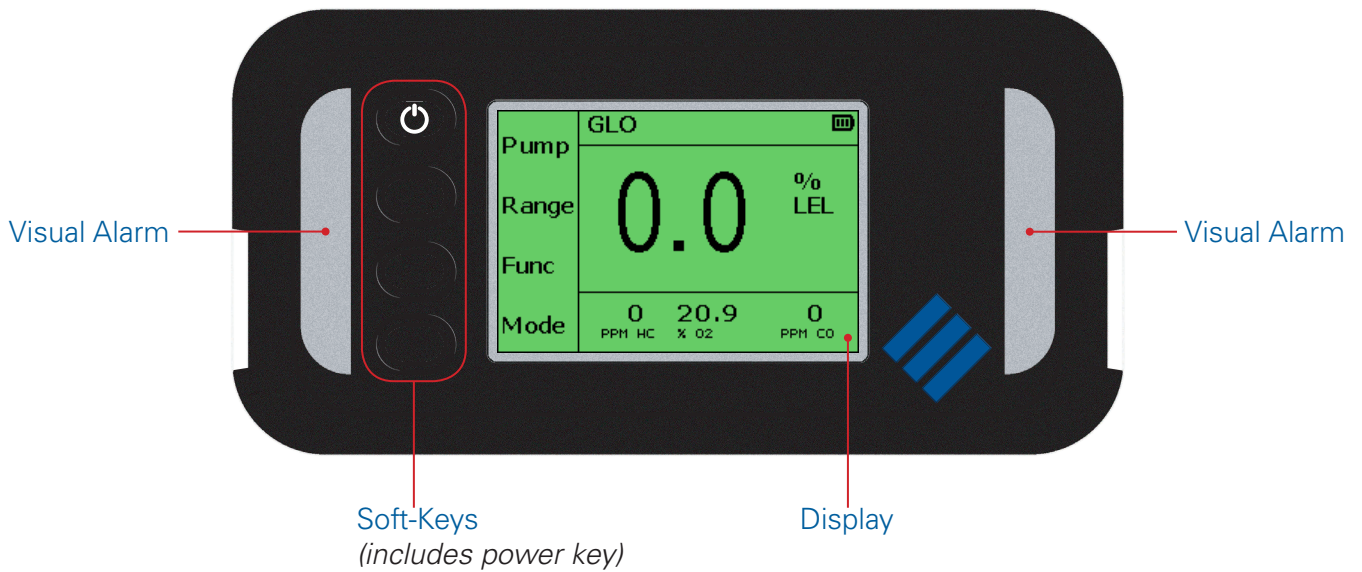 GLO
Pump
0.0
%
LEL
Range
Func
Mode
0
20.9
0
PPM HC
% O2
PPM CO
Visual Alarm
Visual Alarm
Soft-Keys
(includes power key)
Display